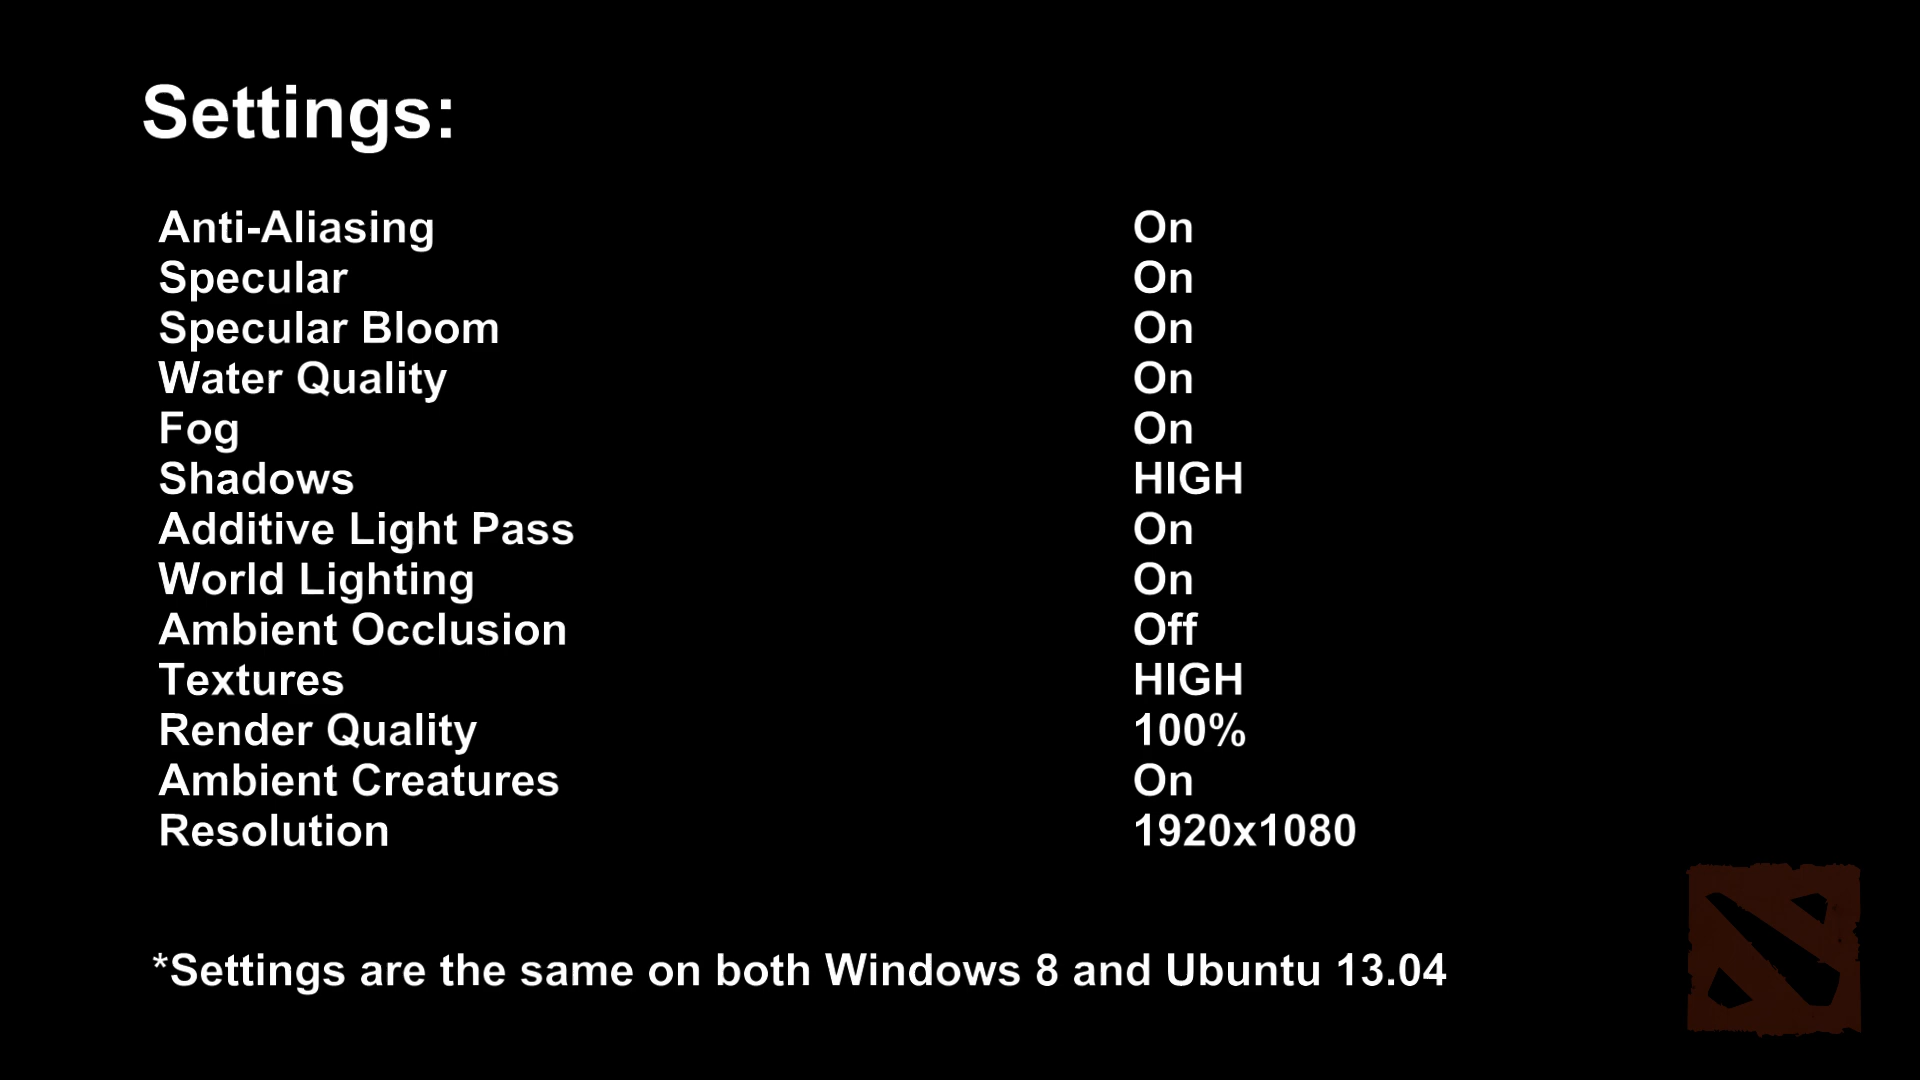 Settings:
Anti-Aliasing On
Specular On
Specular Bloom On
Water Quality On
Fog On
Shadows HIGH
Additive Light Pass On
World Lighting On
Ambient Occlusion Off
Textures HIGH
Render Quality 100%
Ambient Creatures On
Resolution 1920x1080
*Settings are the same on both Windows 8 and Ubuntu 13.04